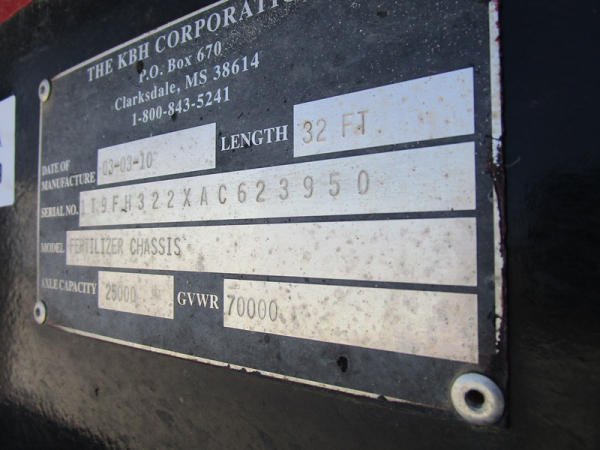 THE KBH CORPORATION
P.O. Box 670
Clarksdale, MS 38614
1-800-843-5241
DATE OF MANUFACTURE 03-03-10 LENGTH 32 FT.
SERIAL NO. 1T9FH322XAC623950
MODEL FERTILIZER CHASSIS
AXLE CAPACITY 25000 GVWR 70000